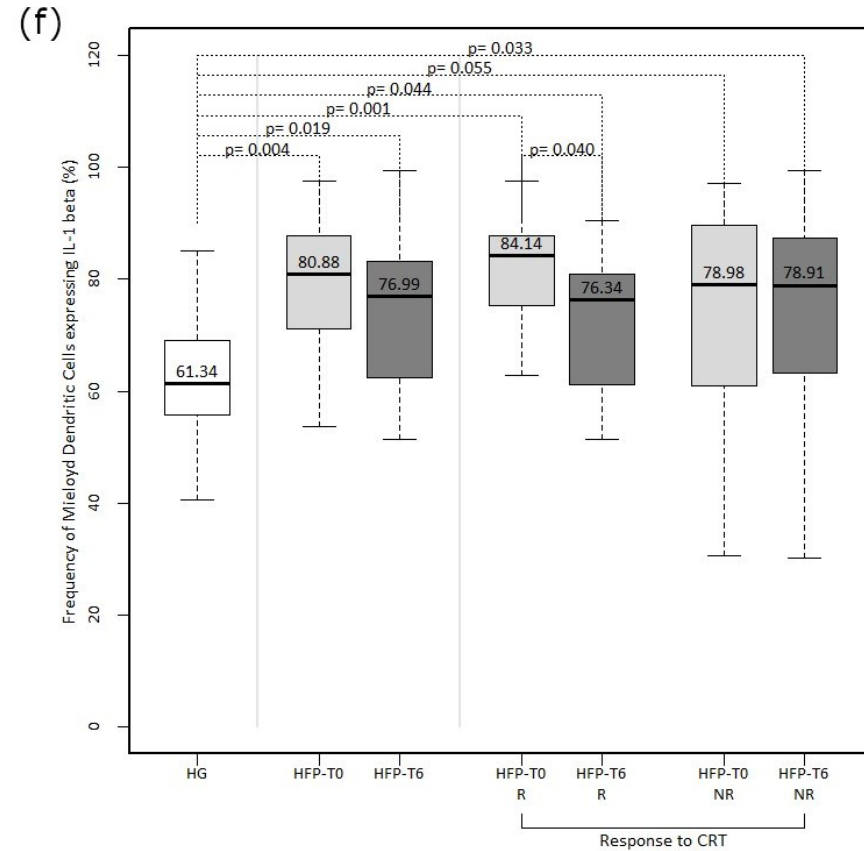 (f)
p= 0.033
p= 0.055
p= 0.044
p= 0.001
p= 0.019
p= 0.004
p= 0.040
Frequency of Mieloyd Dendritic Cells expressing IL-1 beta (%)
120
100
80
60
40
20
0
61.34
80.88
76.99
84.14
76.34
78.98
78.91
HG
HFP-T0
HFP-T6
HFP-T0
R
HFP-T6
R
HFP-T0
NR
HFP-T6
NR
Response to CRT